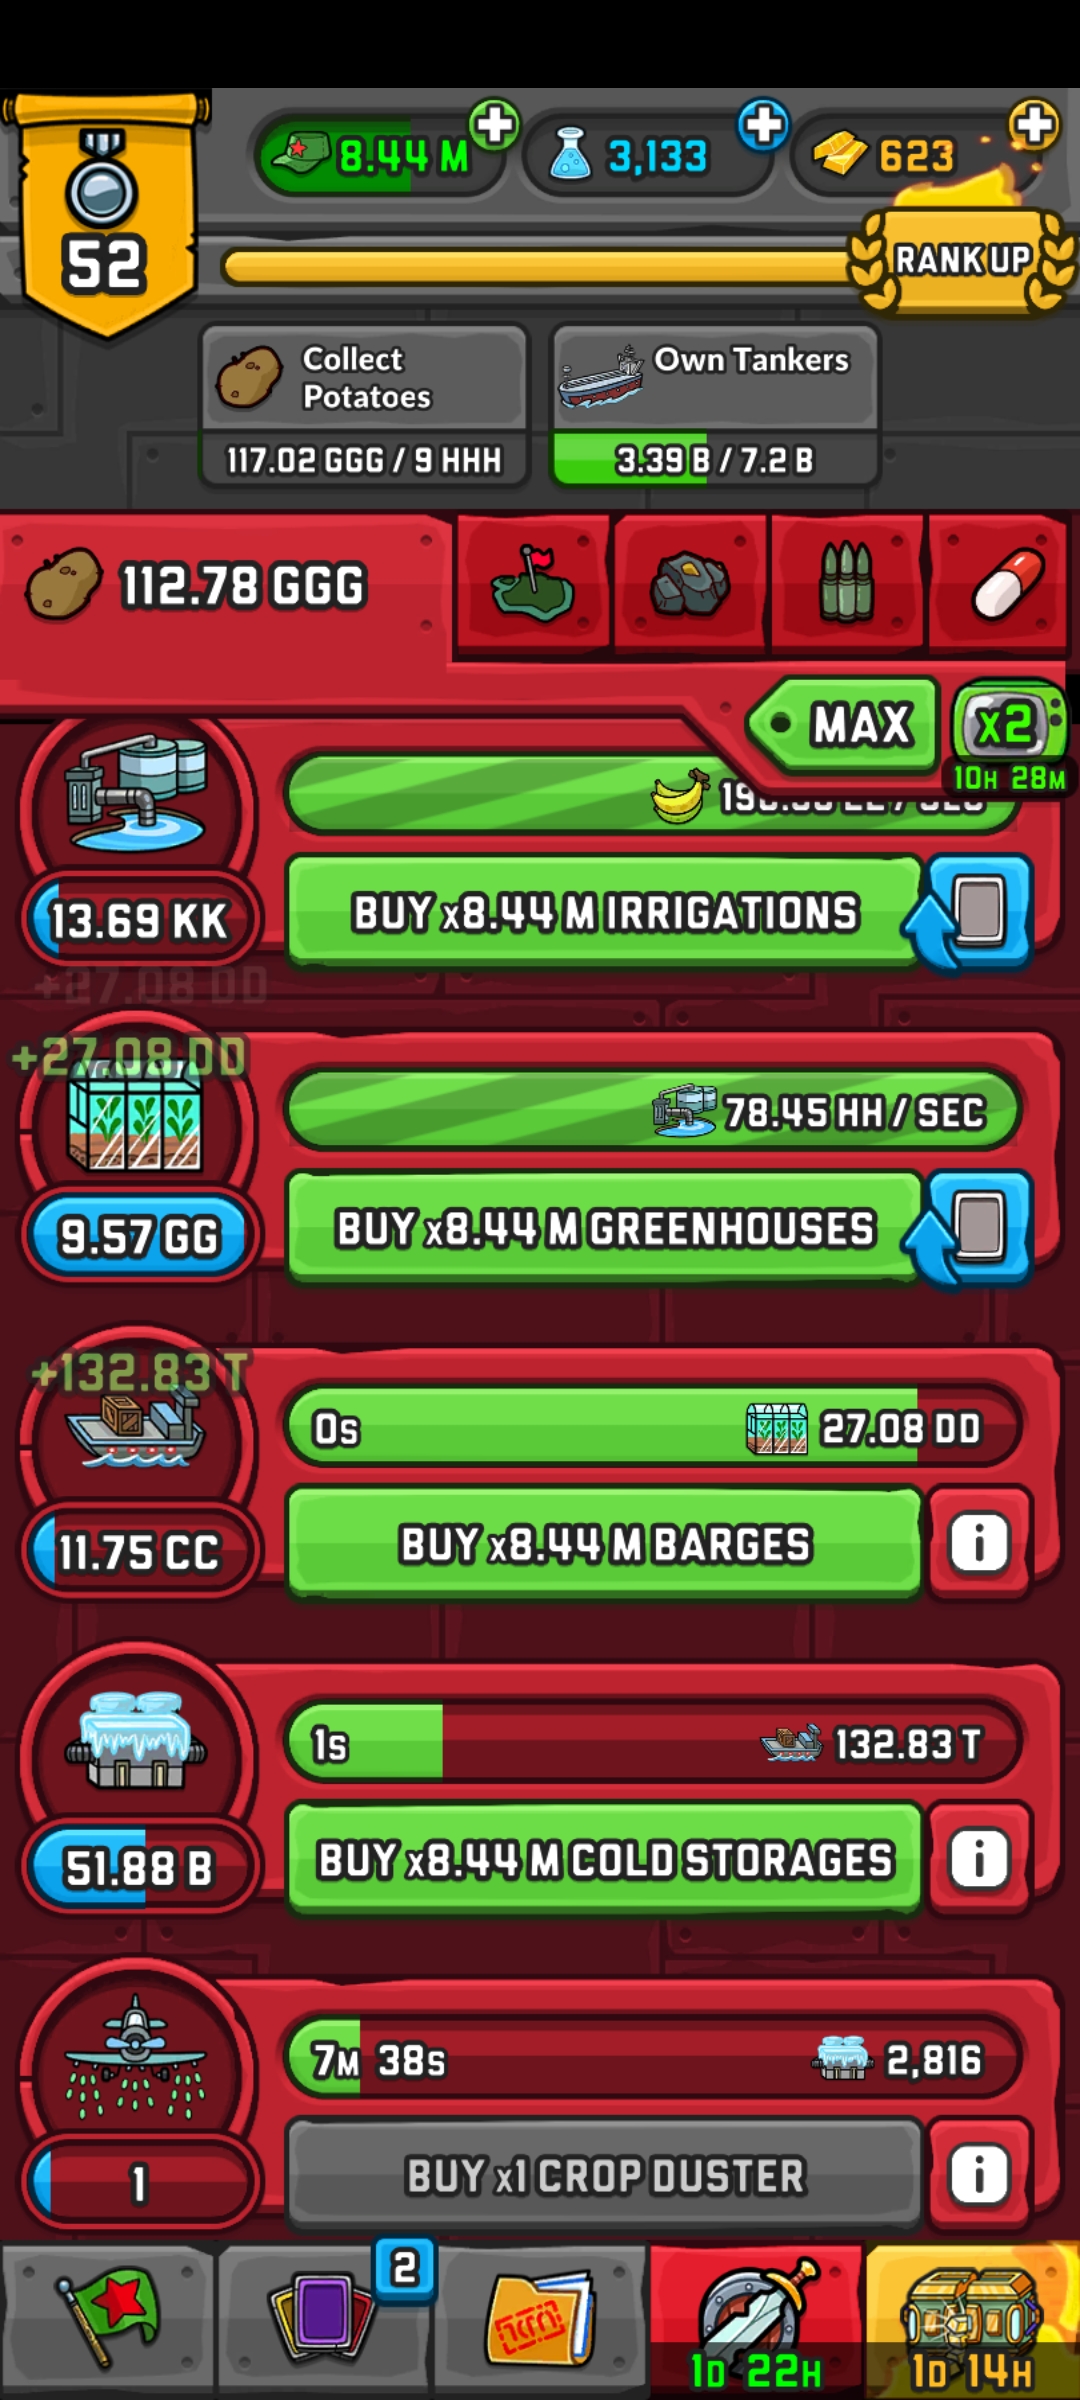 8.44 M
3,133
623
52
RANK UP
Collect
Potatoes
117.02 GGG / 9 HHH
Own Tankers
3.39 B / 7.2 B
112.78 GGG
MAX
x2
10H 28M
13.69 KK
BUY x8.44 M IRRIGATIONS
+27.08 DD
+27.08 DD
78.45 HH / SEC
9.57 GG
BUY x8.44 M GREENHOUSES
+132.83 T
0s
27.08 DD
11.75 CC
BUY x8.44 M BARGES
i
1s
132.83 T
51.88 B
BUY x8.44 M COLD STORAGES
i
7M 38s
2,816
1
BUY x1 CROP DUSTER
i
2
1D 22H
1D 14H